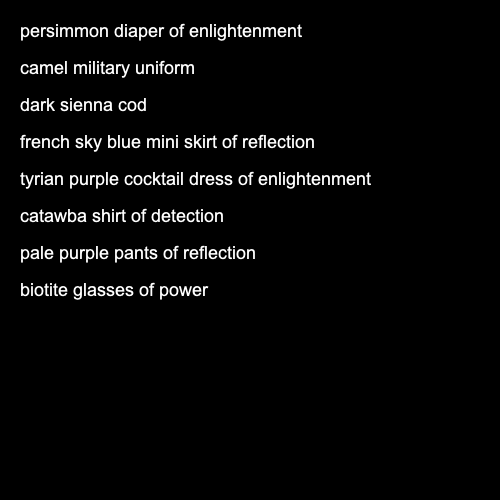 persimmon diaper of enlightenment
camel military uniform
dark sienna cod
french sky blue mini skirt of reflection
tyrian purple cocktail dress of enlightenment
catawba shirt of detection
pale purple pants of reflection
biotite glasses of power